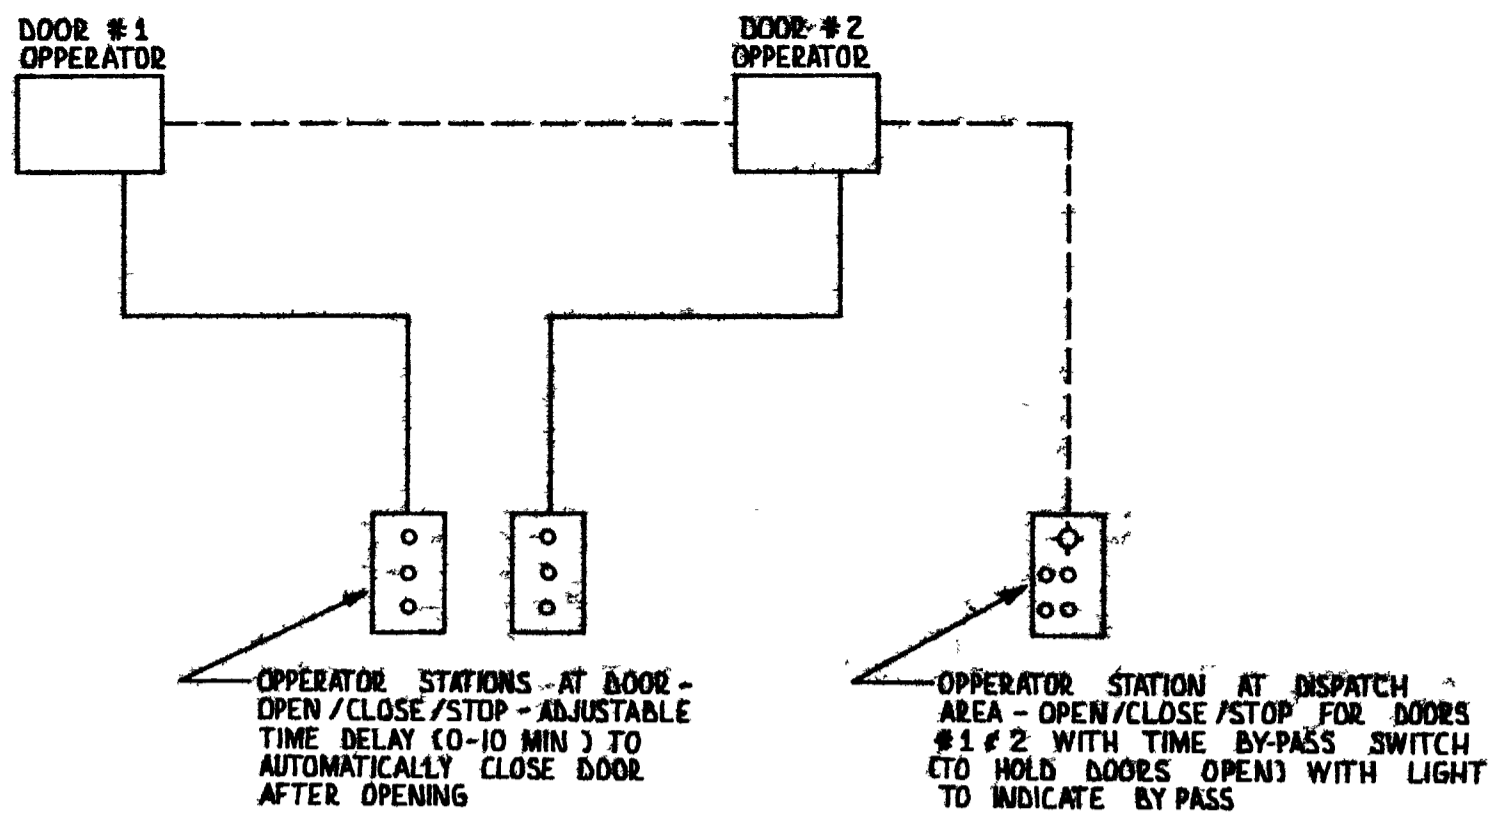 DOOR #1
OPPERATOR
DOOR #2
OPPERATOR
OPPERATOR STATIONS AT DOOR -
OPEN/CLOSE/STOP - ADJUSTABLE
TIME DELAY (0-10 MIN) TO
AUTOMATICALLY CLOSE DOOR
AFTER OPENING
OPPERATOR STATION AT DISPATCH
AREA - OPEN/CLOSE/STOP FOR DOORS
#1 & 2 WITH TIME BY-PASS SWITCH
(TO HOLD DOORS OPEN) WITH LIGHT
TO INDICATE BY PASS